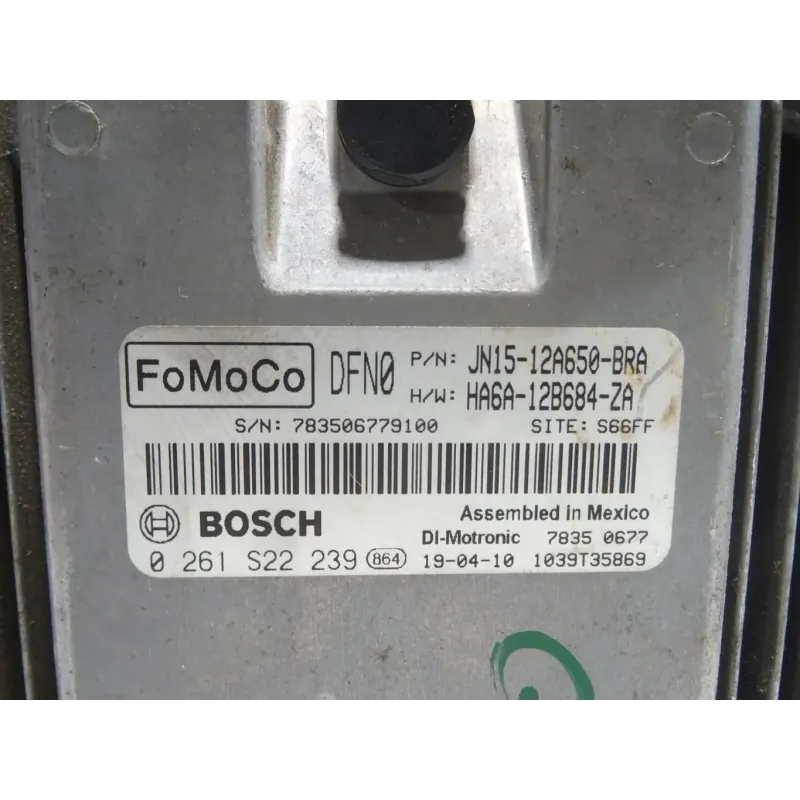 FoMoCo DFN0 P/N: JN15-12A650-BRA
H/W: HA6A-12B684-ZA
S/N: 783506779100 SITE: S66FF
BOSCH Assembled in Mexico
DI-Motronic 7835 0677
0 261 S22 239 864 19-04-10 1039T35869